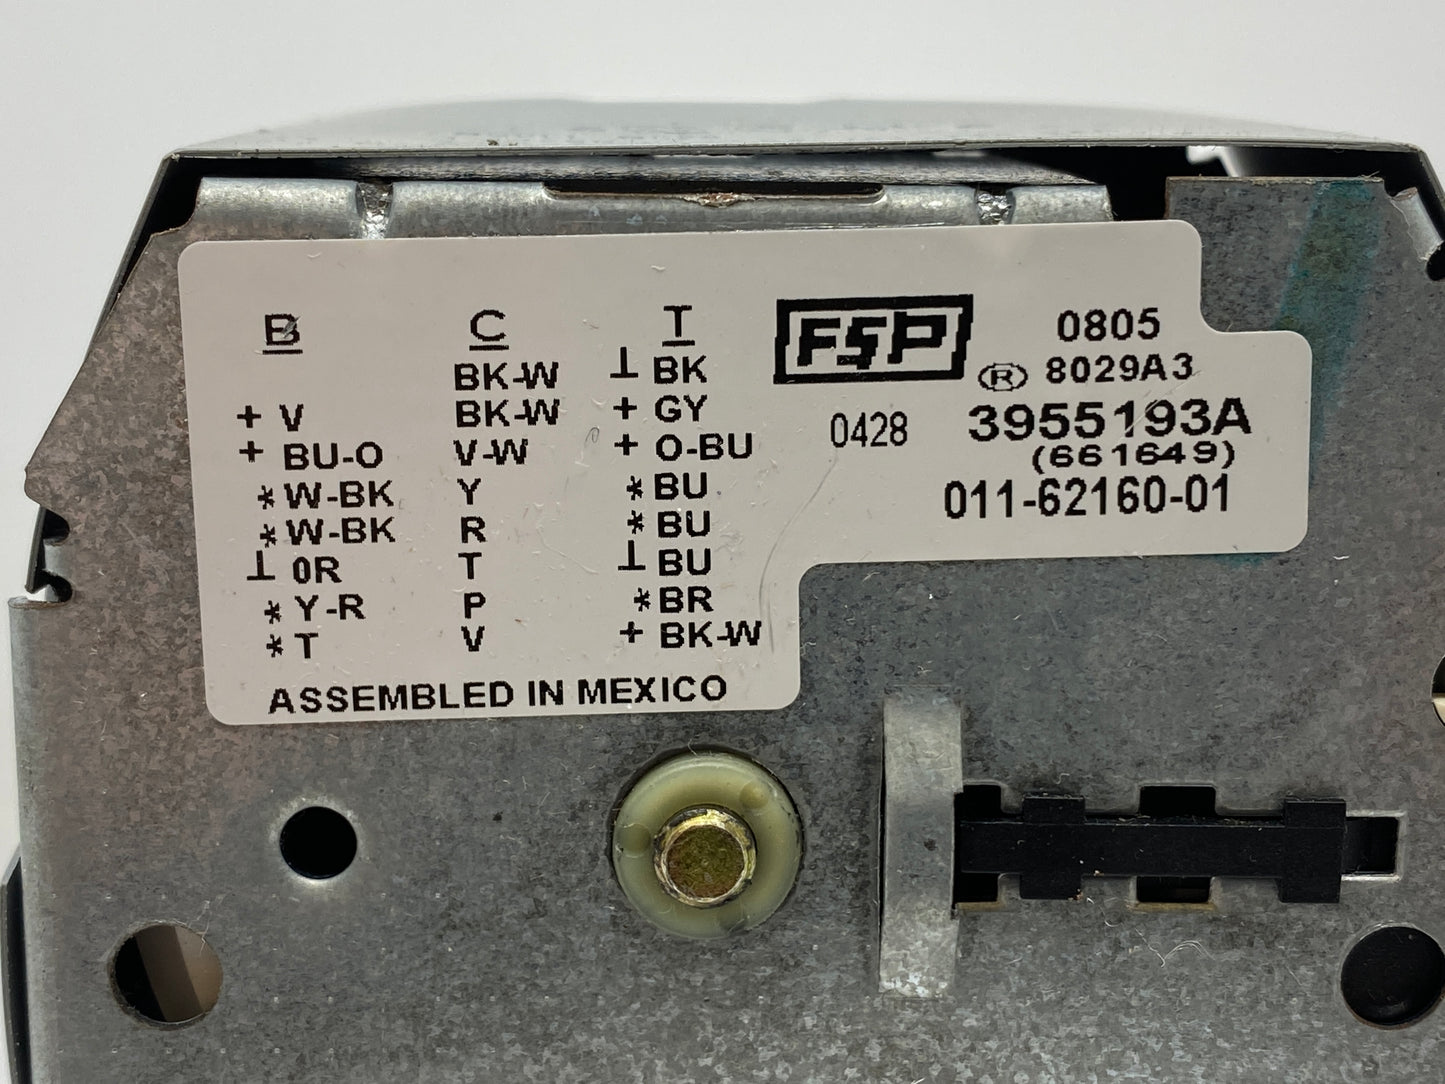 B C T
BK-W ⊥ BK
+ V BK-W + GY
+ BU-O V-W + O-BU
* W-BK Y * BU
* W-BK R * BU
⊥ 0R T ⊥ BU
* Y-R P * BR
* T V + BK-W
ASSEMBLED IN MEXICO
FSP ®
0805
8029A3
0428 3955193A
(661649)
011-62160-01